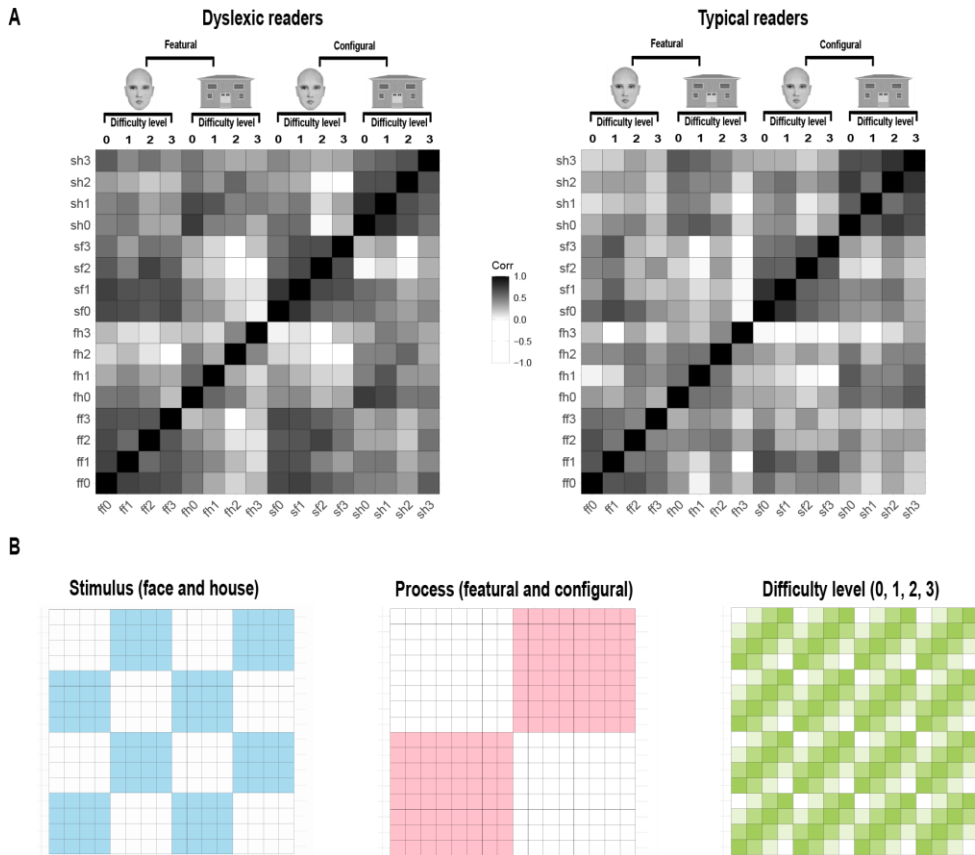 A
Dyslexic readers
Typical readers
Featural
Configural
Featural
Configural
Difficulty level
Difficulty level
Difficulty level
Difficulty level
Difficulty level
Difficulty level
Difficulty level
Difficulty level
0 1 2 3 0 1 2 3 0 1 2 3 0 1 2 3
0 1 2 3 0 1 2 3 0 1 2 3 0 1 2 3
sh3
sh2
sh1
sh0
sf3
sf2
sf1
sf0
fh3
fh2
fh1
fh0
ff3
ff2
ff1
ff0
ff0 ff1 ff2 ff3 fh0 fh1 fh2 fh3 sf0 sf1 sf2 sf3 sh0 sh1 sh2 sh3
Corr
1.0
0.5
0.0
−0.5
−1.0
sh3
sh2
sh1
sh0
sf3
sf2
sf1
sf0
fh3
fh2
fh1
fh0
ff3
ff2
ff1
ff0
ff0 ff1 ff2 ff3 fh0 fh1 fh2 fh3 sf0 sf1 sf2 sf3 sh0 sh1 sh2 sh3
B
Stimulus (face and house)
Process (featural and configural)
Difficulty level (0, 1, 2, 3)